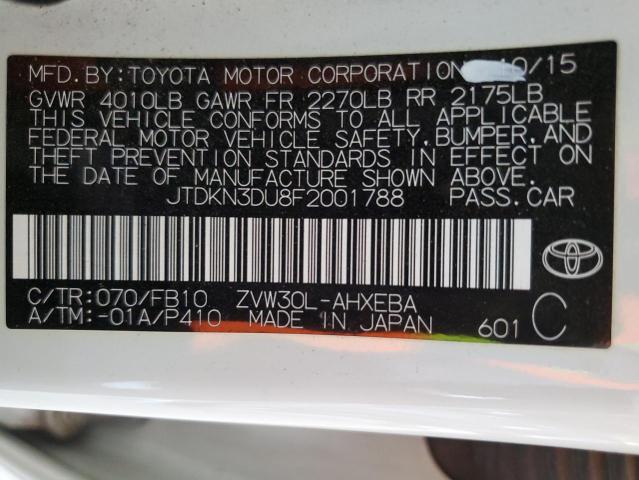 MFD.BY:TOYOTA MOTOR CORPORATION 10/15
GVWR 4010LB GAWR FR 2270LB RR 2175LB
THIS VEHICLE CONFORMS TO ALL APPLICABLE
FEDERAL MOTOR VEHICLE SAFETY,BUMPER,AND
THEFT PREVENTION STANDARDS IN EFFECT ON
THE DATE OF MANUFACTURE SHOWN ABOVE.
JTDKN3DU8F2001788 PASS.CAR
C/TR:070/FB10 ZVW30L-AHXEBA
A/TM:-01A/P410 MADE IN JAPAN 601 C